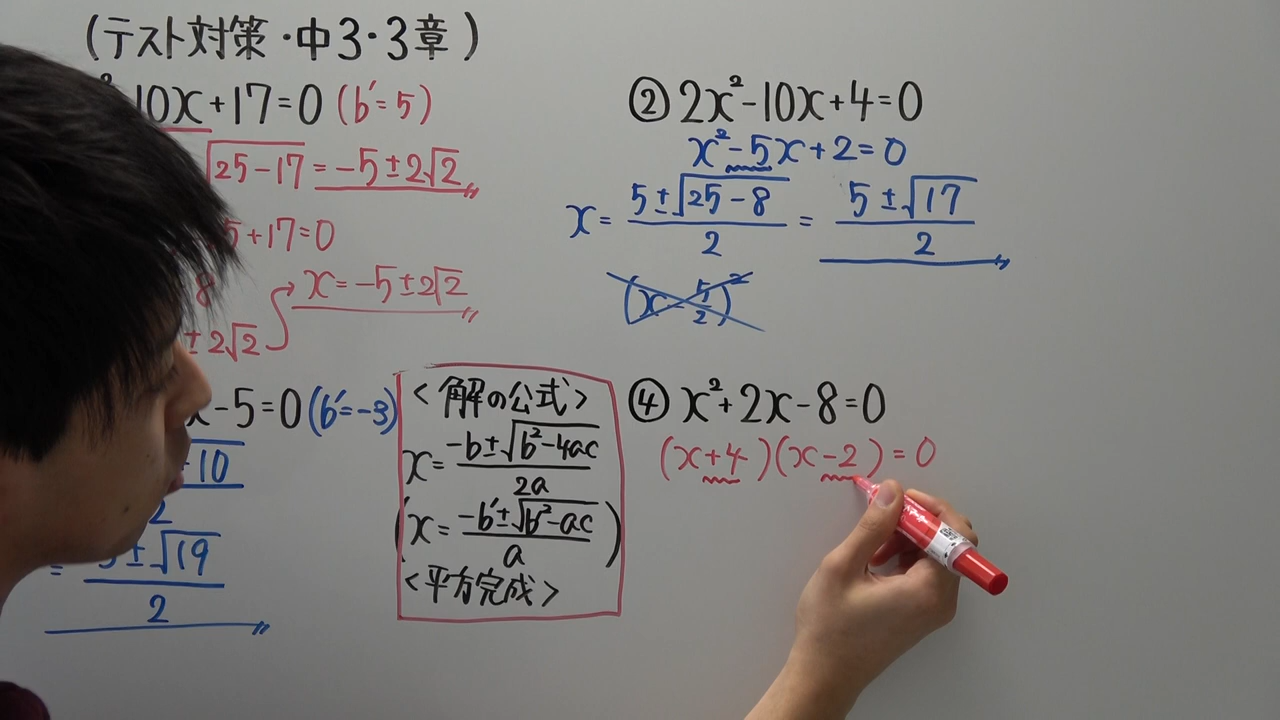 (テスト対策・中3・3章)
10x+17=0 (b'=5)
√25-17=-5±2√2
5+17=0
8
x=-5±2√2
±2√2
② 2x²-10x+4=0
x²-5x+2=0
x=5±√25-8/2=5±√17/2
(x-5/2)²
x-5=0(b'=-3)
10
2
=3±√19/2
<解の公式>
x=-b±√b²-4ac/2a
(x=-b'±√b'²-ac/a)
<平方完成>
④ x²+2x-8=0
(x+4)(x-2)=0